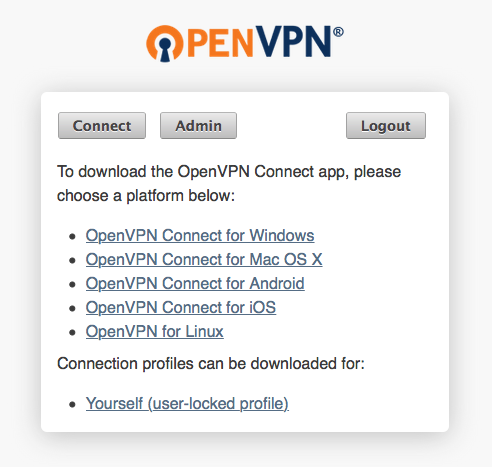 OPENVPN®
Connect Admin Logout
To download the OpenVPN Connect app, please
choose a platform below:
• OpenVPN Connect for Windows
• OpenVPN Connect for Mac OS X
• OpenVPN Connect for Android
• OpenVPN Connect for iOS
• OpenVPN for Linux
Connection profiles can be downloaded for:
• Yourself (user-locked profile)